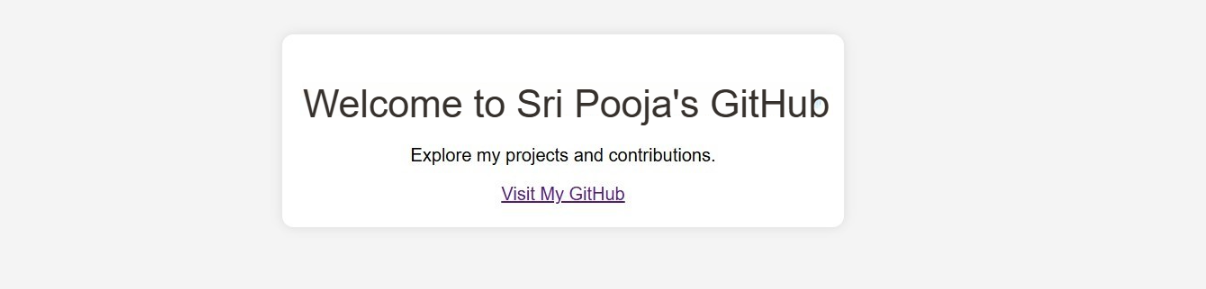 Welcome to Sri Pooja's GitHub
Explore my projects and contributions.
Visit My GitHub